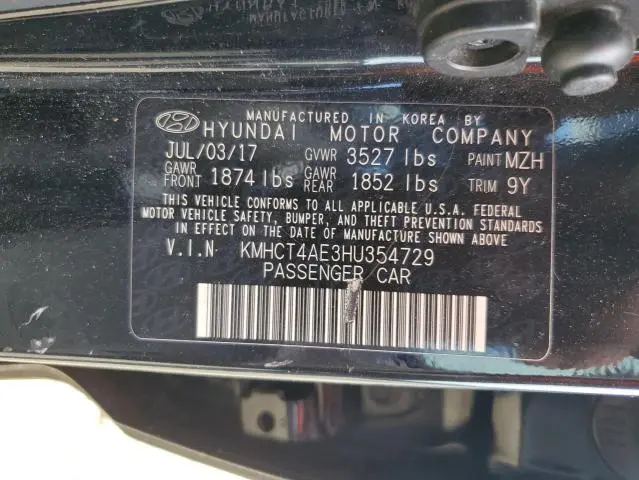 MANUFACTURED IN KOREA BY
HYUNDAI MOTOR COMPANY
JUL/03/17 GVWR 3527 lbs PAINT MZH
GAWR FRONT 1874 lbs GAWR REAR 1852 lbs TRIM 9Y
THIS VEHICLE CONFORMS TO ALL APPLICABLE U.S.A. FEDERAL
MOTOR VEHICLE SAFETY, BUMPER, AND THEFT PREVENTION STANDARDS
IN EFFECT ON THE DATE OF MANUFACTURE SHOWN ABOVE
V.I.N KMHCT4AE3HU354729
PASSENGER CAR